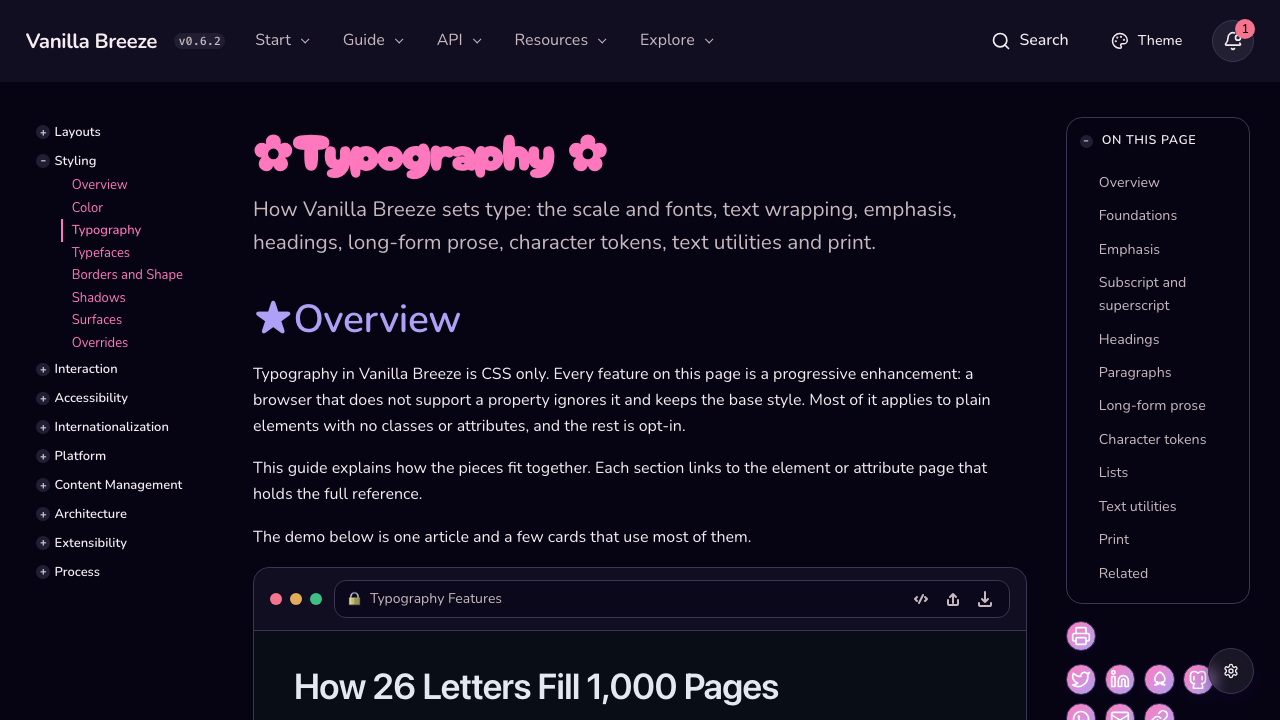 Vanilla Breeze v0.6.2 Start Guide API Resources Explore Search Theme 1
Layouts
Styling
Overview
Color
Typography
Typefaces
Borders and Shape
Shadows
Surfaces
Overrides
Interaction
Accessibility
Internationalization
Platform
Content Management
Architecture
Extensibility
Process
Typography
How Vanilla Breeze sets type: the scale and fonts, text wrapping, emphasis,
headings, long-form prose, character tokens, text utilities and print.
Overview
Typography in Vanilla Breeze is CSS only. Every feature on this page is a progressive enhancement: a
browser that does not support a property ignores it and keeps the base style. Most of it applies to plain
elements with no classes or attributes, and the rest is opt-in.
This guide explains how the pieces fit together. Each section links to the element or attribute page that
holds the full reference.
The demo below is one article and a few cards that use most of them.
Typography Features
How 26 Letters Fill 1,000 Pages
ON THIS PAGE
Overview
Foundations
Emphasis
Subscript and
superscript
Headings
Paragraphs
Long-form prose
Character tokens
Lists
Text utilities
Print
Related